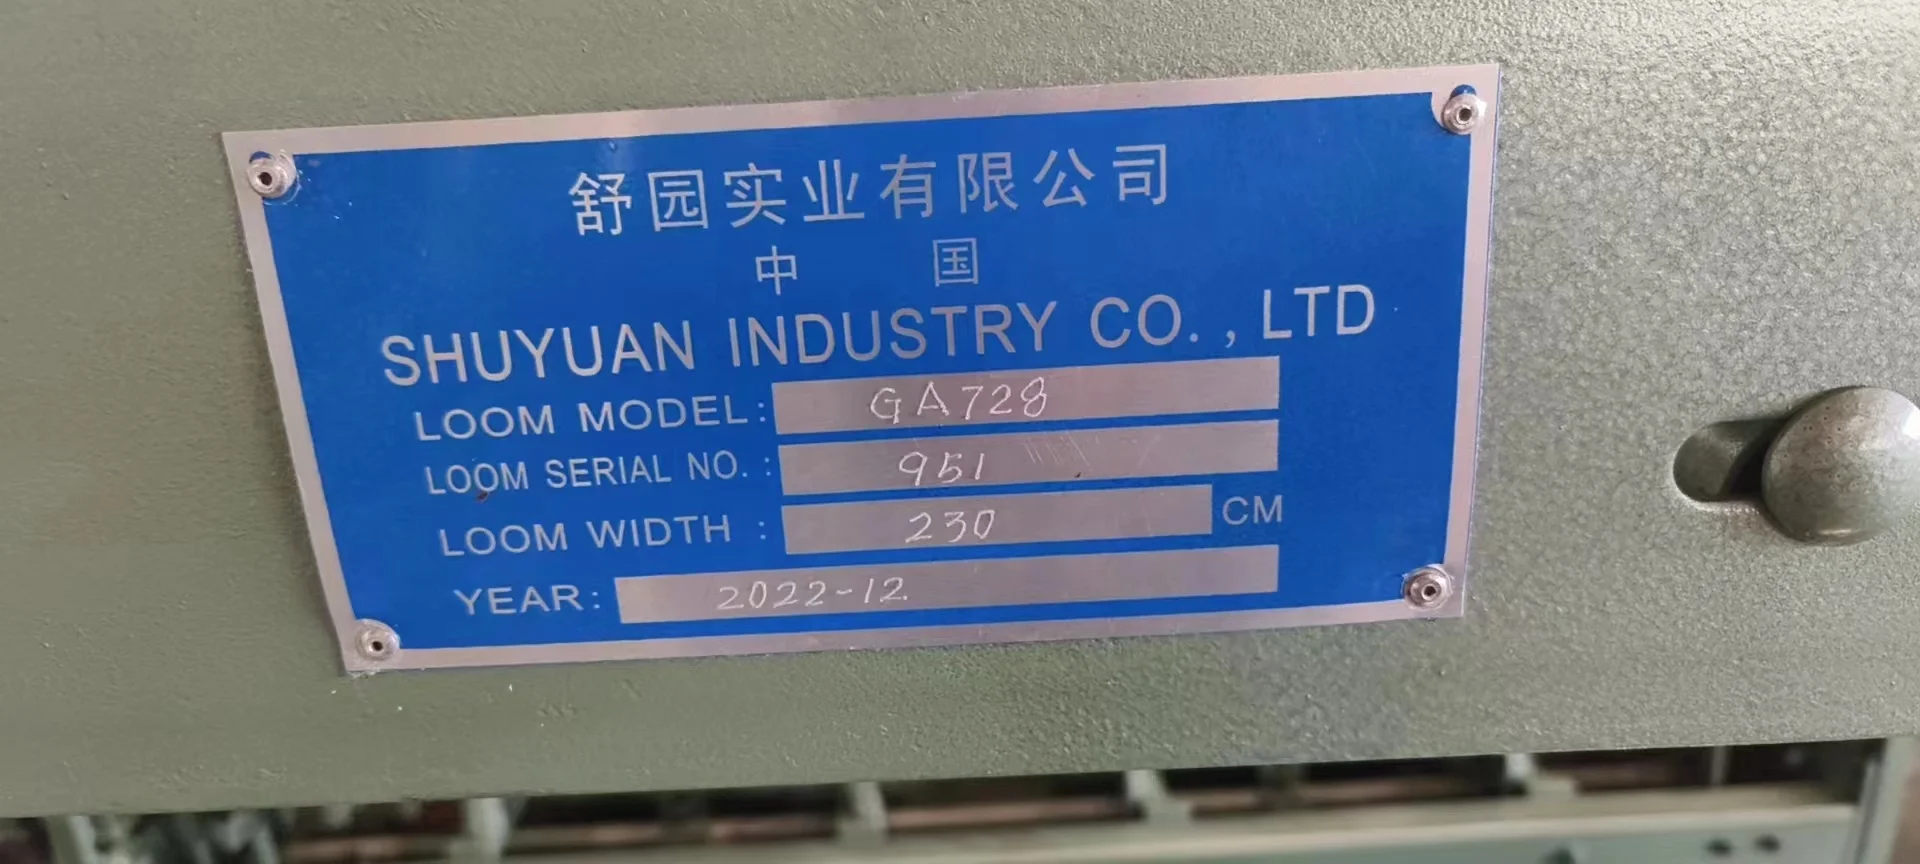 舒园实业有限公司
中 国
SHUYUAN INDUSTRY CO., LTD
LOOM MODEL: GA728
LOOM SERIAL NO.: 951
LOOM WIDTH : 230 CM
YEAR: 2022-12